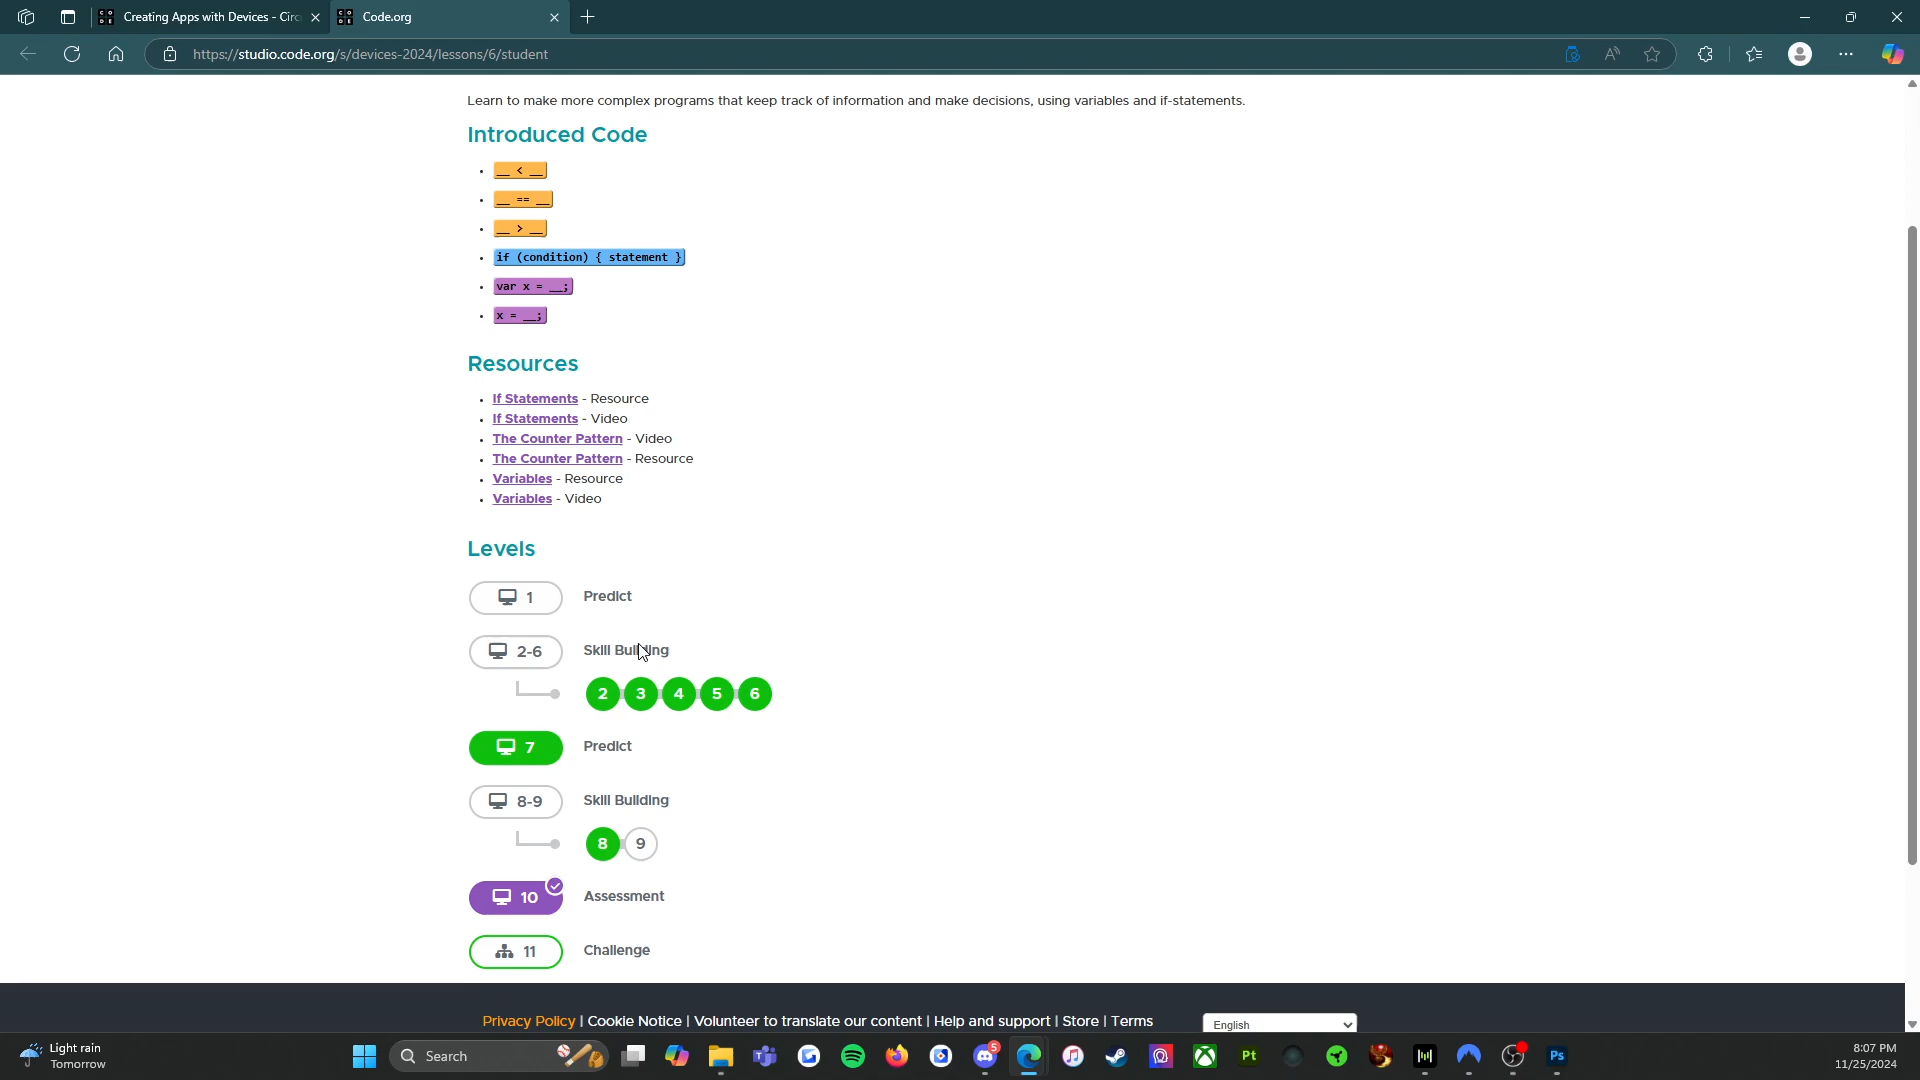 Creating Apps with Devices - Circ
Code.org
https://studio.code.org/s/devices-2024/lessons/6/student
Learn to make more complex programs that keep track of information and make decisions, using variables and if-statements.
Introduced Code
__ < __
__ == __
__ > __
if (condition) { statement }
var x = __;
x = __;
Resources
If Statements - Resource
If Statements - Video
The Counter Pattern - Video
The Counter Pattern - Resource
Variables - Resource
Variables - Video
Levels
1 Predict
2-6 Skill Building
2 3 4 5 6
7 Predict
8-9 Skill Building
8 9
10 Assessment
11 Challenge
Privacy Policy | Cookie Notice | Volunteer to translate our content | Help and support | Store | Terms
English
Light rain
Tomorrow
Search
5
Pt
Ps
8:07 PM
11/25/2024